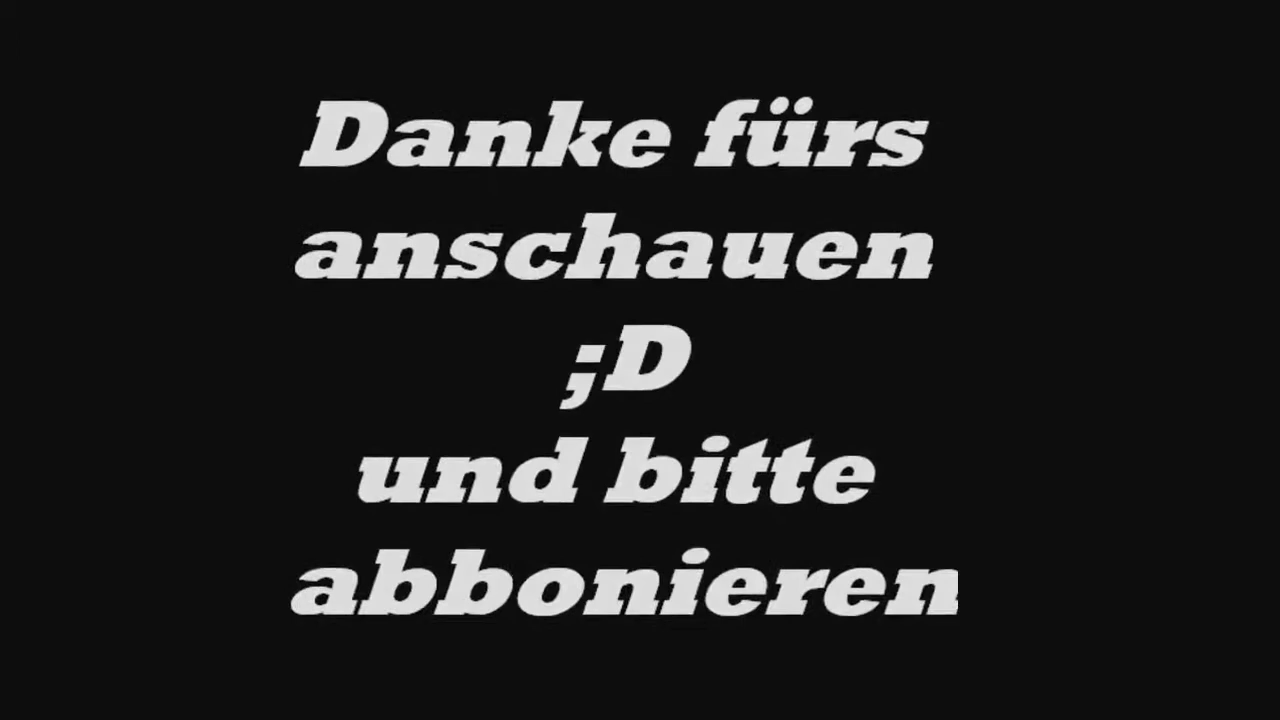 Danke fürs
anschauen
;D
und bitte
abbonieren